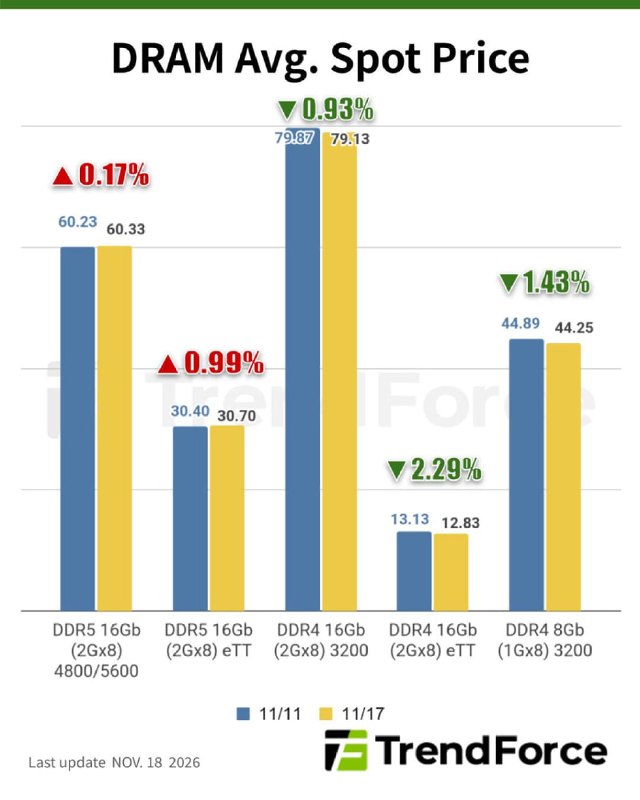 DRAM Avg. Spot Price
▼0.93%
79.87 79.13
▲0.17%
60.23 60.33
▼1.43%
44.89 44.25
▲0.99%
30.40 30.70
TrendForce
▼2.29%
13.13 12.83
DDR5 16Gb
(2Gx8)
4800/5600
DDR5 16Gb
(2Gx8) eTT
DDR4 16Gb
(2Gx8) 3200
DDR4 16Gb
(2Gx8) eTT
DDR4 8Gb
(1Gx8) 3200
11/11 11/17
Last update NOV. 18 2026
TrendForce